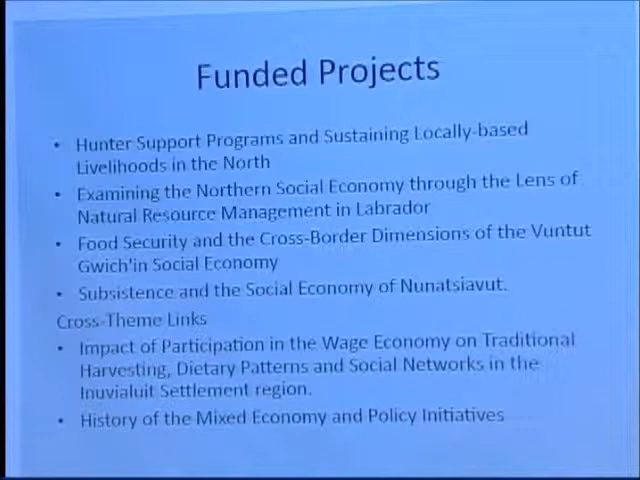 Funded Projects
• Hunter Support Programs and Sustaining Locally-based
Livelihoods in the North
• Examining the Northern Social Economy through the Lens of
Natural Resource Management in Labrador
• Food Security and the Cross-Border Dimensions of the Vuntut
Gwich'in Social Economy
• Subsistence and the Social Economy of Nunatsiavut.
Cross-Theme Links
• Impact of Participation in the Wage Economy on Traditional
Harvesting, Dietary Patterns and Social Networks in the
Inuvialuit Settlement region.
• History of the Mixed Economy and Policy Initiatives